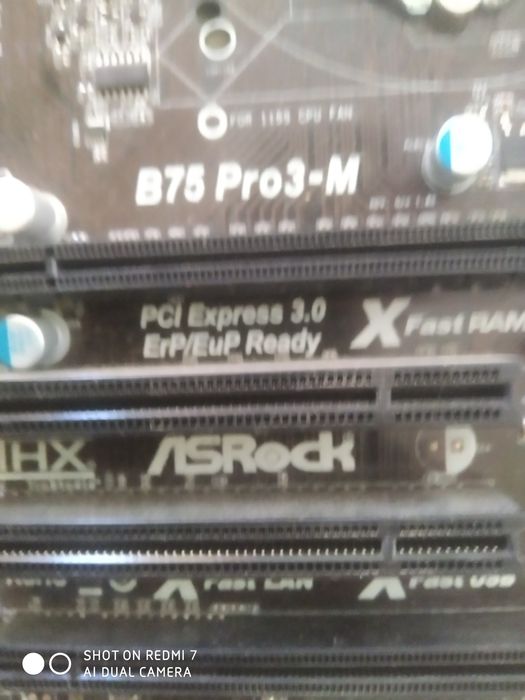 FOR 1155 CPU FAN
B75 Pro3-M
PCI Express 3.0
ErP/EuP Ready
X Fast RAM
THX
ASRock
X Fast LAN
X Fast USB
SHOT ON REDMI 7
AI DUAL CAMERA